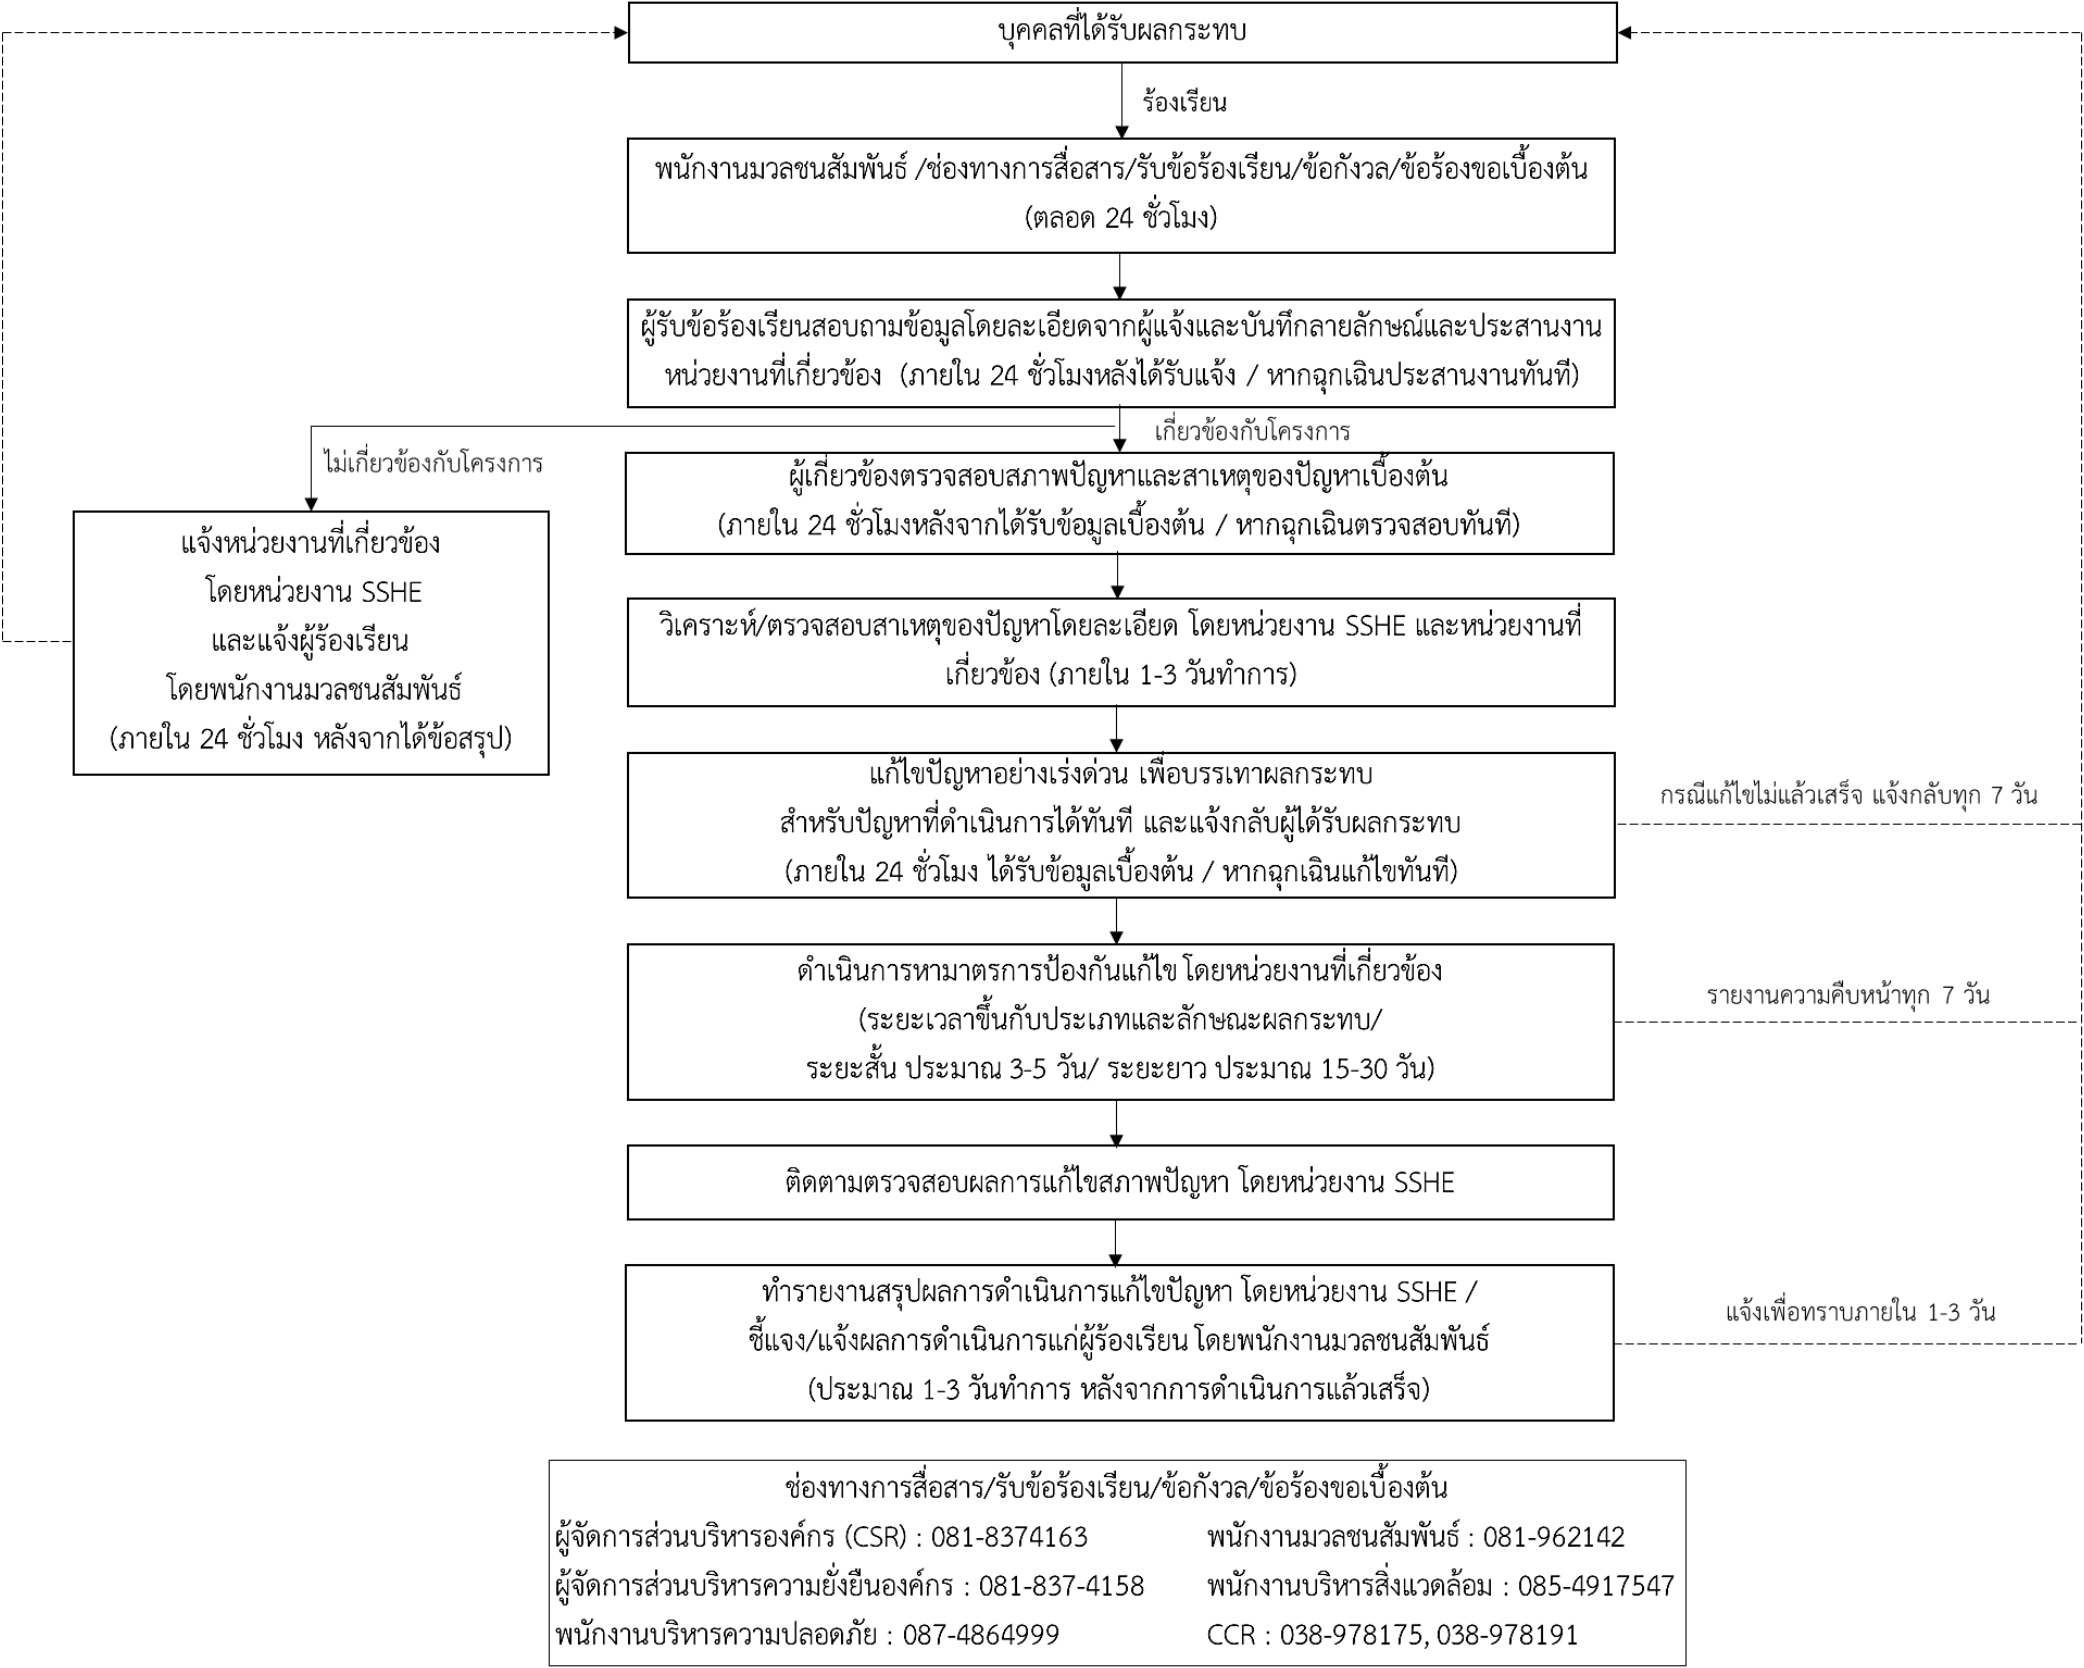 บุคคลที่ได้รับผลกระทบ
ร้องเรียน
พนักงานมวลชนสัมพันธ์ /ช่องทางการสื่อสาร/รับข้อร้องเรียน/ข้อกังวล/ข้อร้องขอเบื้องต้น
(ตลอด 24 ชั่วโมง)
ผู้รับข้อร้องเรียนสอบถามข้อมูลโดยละเอียดจากผู้แจ้งและบันทึกลายลักษณ์และประสานงาน
หน่วยงานที่เกี่ยวข้อง (ภายใน 24 ชั่วโมงหลังได้รับแจ้ง / หากฉุกเฉินประสานงานทันที)
เกี่ยวข้องกับโครงการ
ไม่เกี่ยวข้องกับโครงการ
ผู้เกี่ยวข้องตรวจสอบสภาพปัญหาและสาเหตุของปัญหาเบื้องต้น
(ภายใน 24 ชั่วโมงหลังจากได้รับข้อมูลเบื้องต้น / หากฉุกเฉินตรวจสอบทันที)
แจ้งหน่วยงานที่เกี่ยวข้อง
โดยหน่วยงาน SSHE
และแจ้งผู้ร้องเรียน
โดยพนักงานมวลชนสัมพันธ์
(ภายใน 24 ชั่วโมง หลังจากได้ข้อสรุป)
วิเคราะห์/ตรวจสอบสาเหตุของปัญหาโดยละเอียด โดยหน่วยงาน SSHE และหน่วยงานที่
เกี่ยวข้อง (ภายใน 1-3 วันทำการ)
แก้ไขปัญหาอย่างเร่งด่วน เพื่อบรรเทาผลกระทบ
สำหรับปัญหาที่ดำเนินการได้ทันที และแจ้งกลับผู้ได้รับผลกระทบ
(ภายใน 24 ชั่วโมง ได้รับข้อมูลเบื้องต้น / หากฉุกเฉินแก้ไขทันที)
กรณีแก้ไขไม่แล้วเสร็จ แจ้งกลับทุก 7 วัน
ดำเนินการหามาตรการป้องกันแก้ไข โดยหน่วยงานที่เกี่ยวข้อง
(ระยะเวลาขึ้นกับประเภทและลักษณะผลกระทบ/
ระยะสั้น ประมาณ 3-5 วัน/ ระยะยาว ประมาณ 15-30 วัน)
รายงานความคืบหน้าทุก 7 วัน
ติดตามตรวจสอบผลการแก้ไขสภาพปัญหา โดยหน่วยงาน SSHE
ทำรายงานสรุปผลการดำเนินการแก้ไขปัญหา โดยหน่วยงาน SSHE /
ชี้แจง/แจ้งผลการดำเนินการแก่ผู้ร้องเรียน โดยพนักงานมวลชนสัมพันธ์
(ประมาณ 1-3 วันทำการ หลังจากการดำเนินการแล้วเสร็จ)
แจ้งเพื่อทราบภายใน 1-3 วัน
ช่องทางการสื่อสาร/รับข้อร้องเรียน/ข้อกังวล/ข้อร้องขอเบื้องต้น
ผู้จัดการส่วนบริหารองค์กร (CSR) : 081-8374163 พนักงานมวลชนสัมพันธ์ : 081-962142
ผู้จัดการส่วนบริหารความยั่งยืนองค์กร : 081-837-4158 พนักงานบริหารสิ่งแวดล้อม : 085-4917547
พนักงานบริหารความปลอดภัย : 087-4864999 CCR : 038-978175, 038-978191